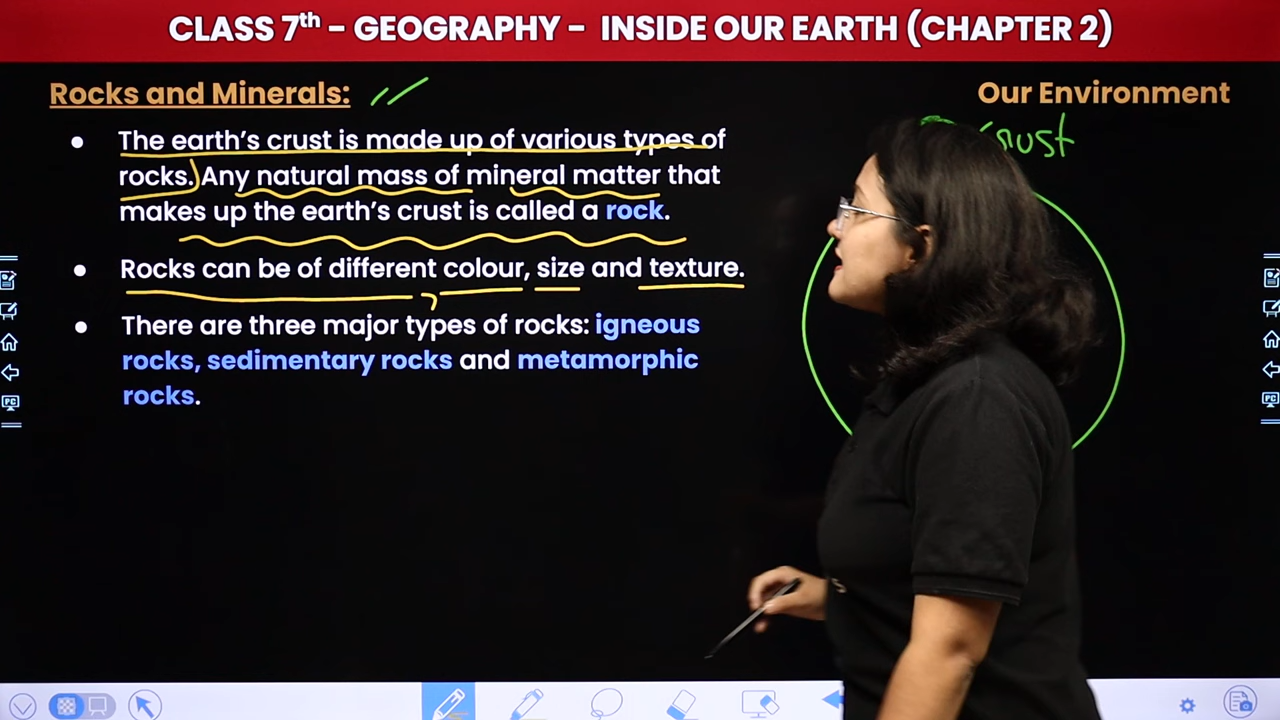 CLASS 7th - GEOGRAPHY - INSIDE OUR EARTH (CHAPTER 2)
Rocks and Minerals:
Our Environment
● The earth's crust is made up of various types of
rocks. Any natural mass of mineral matter that
makes up the earth's crust is called a rock.
● Rocks can be of different colour, size and texture.
● There are three major types of rocks: igneous
rocks, sedimentary rocks and metamorphic
rocks.
PC
PC